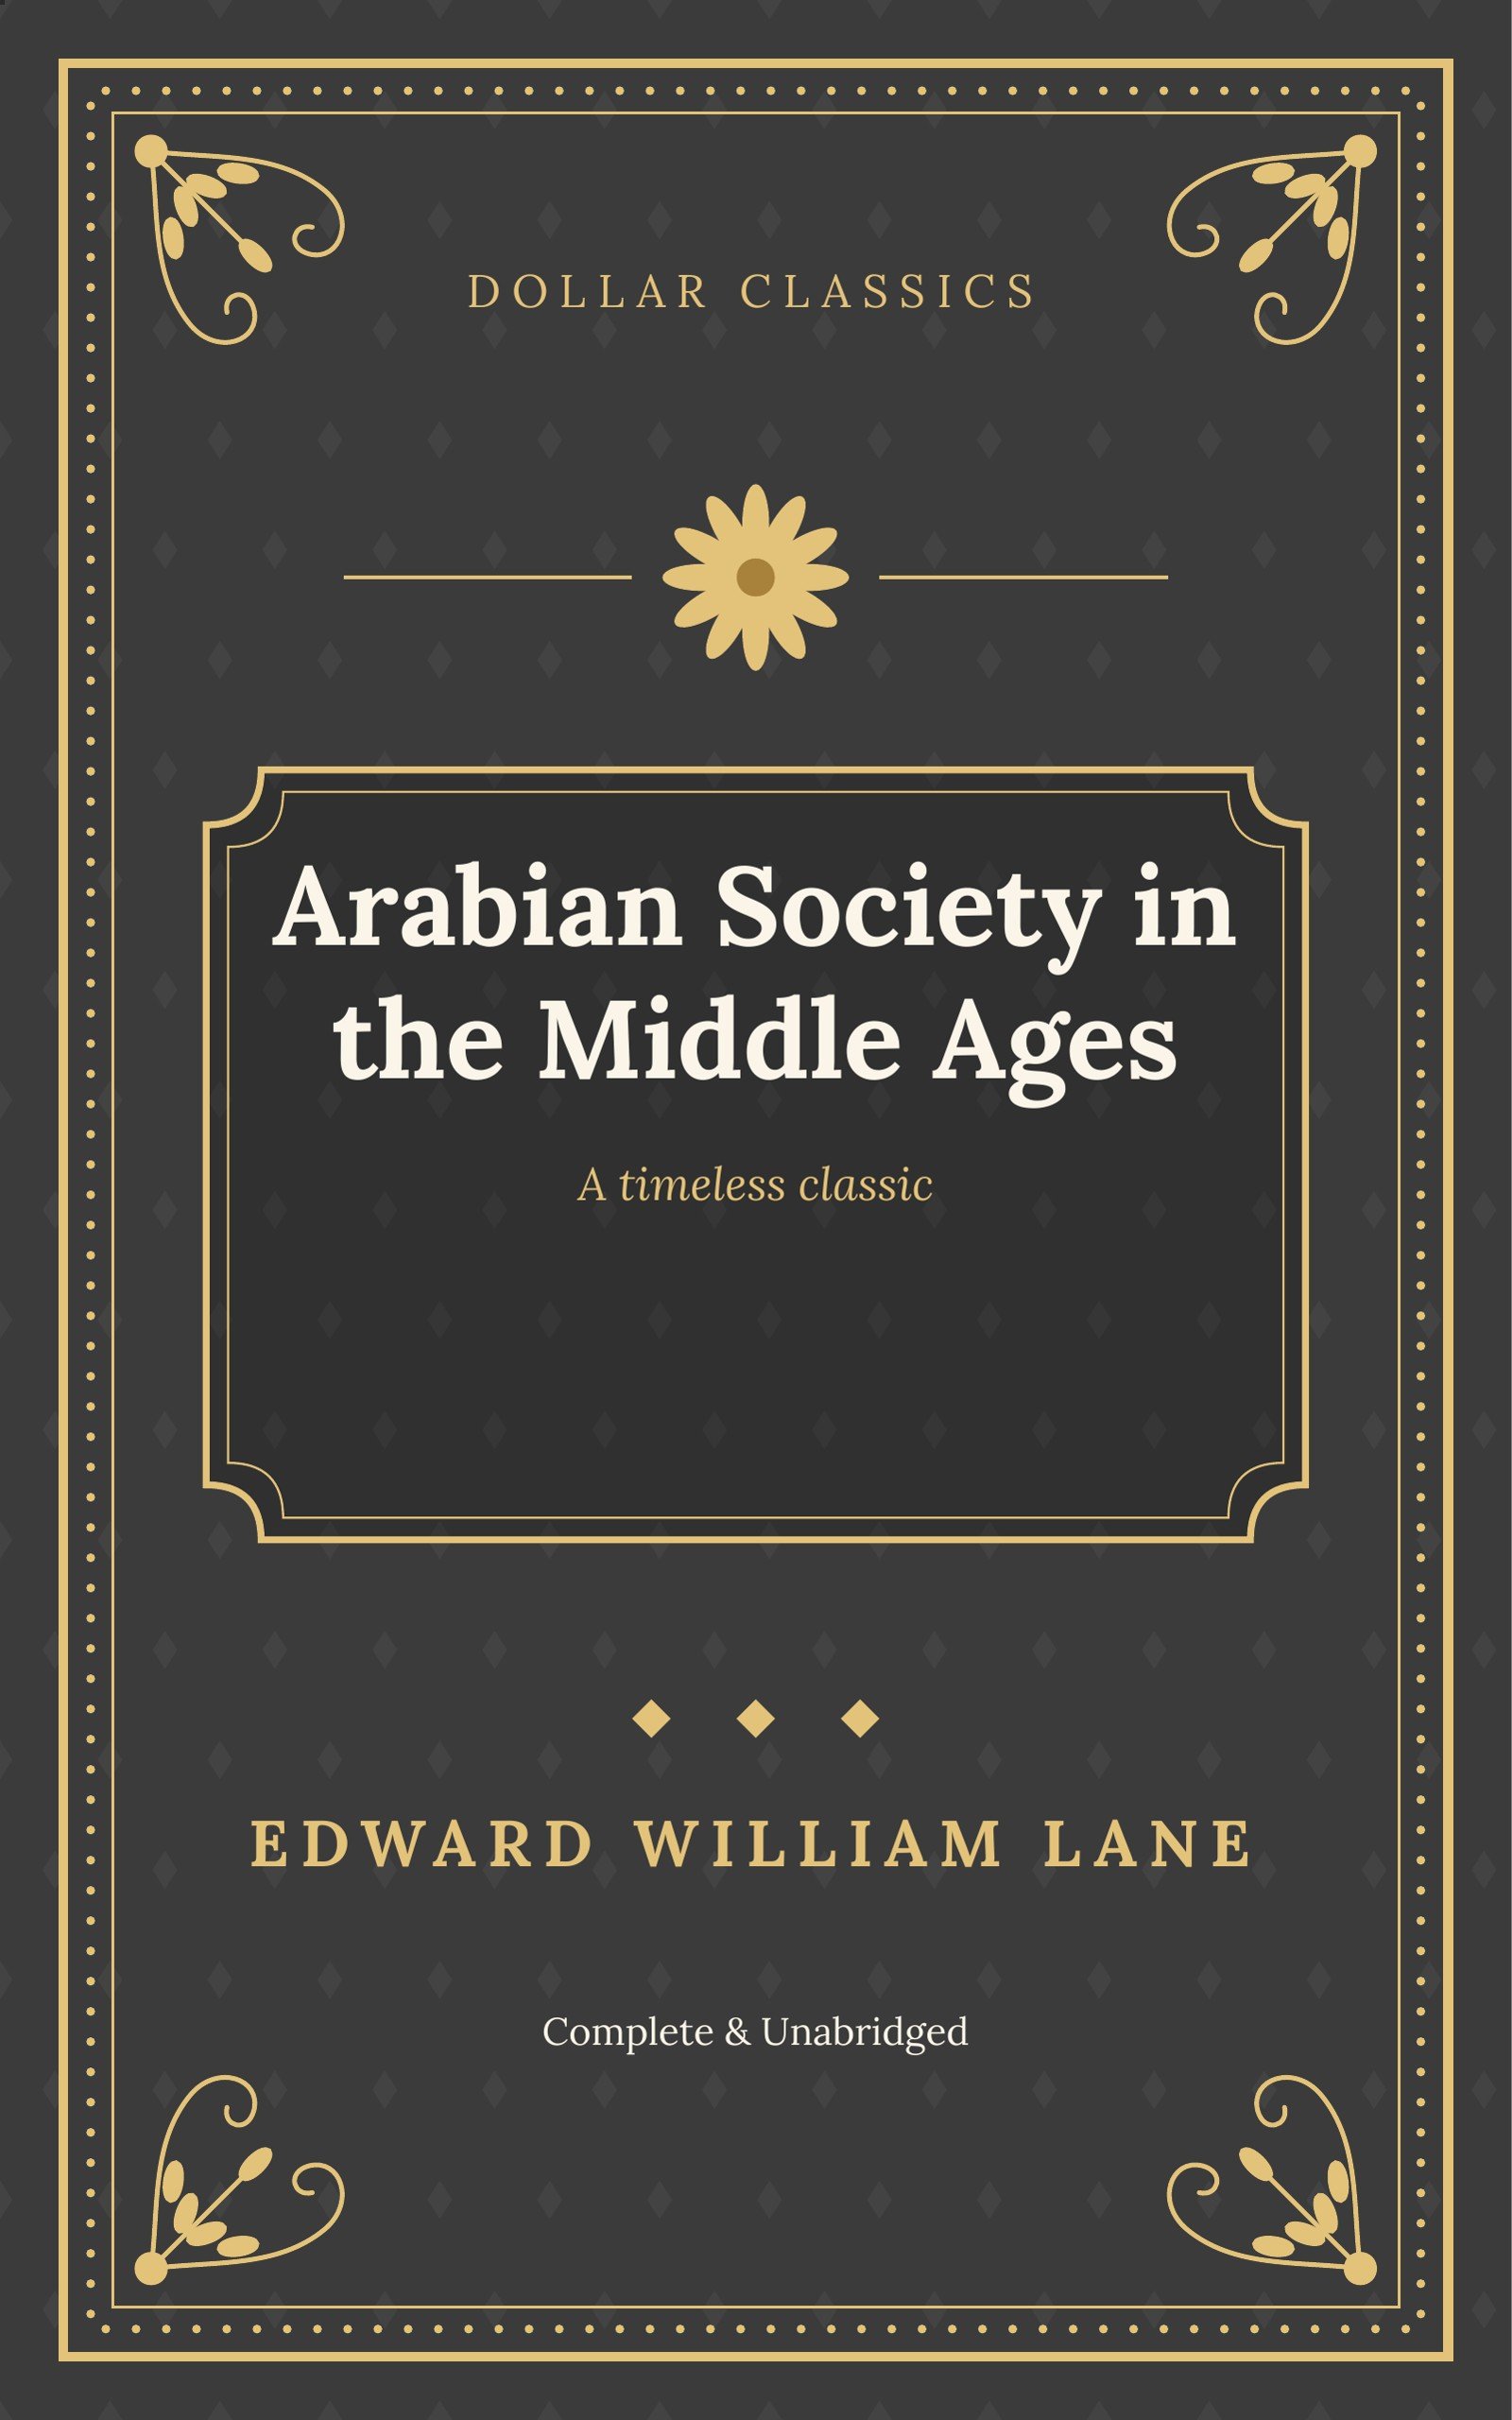 DOLLAR CLASSICS
Arabian Society in
the Middle Ages
A timeless classic
EDWARD WILLIAM LANE
Complete & Unabridged